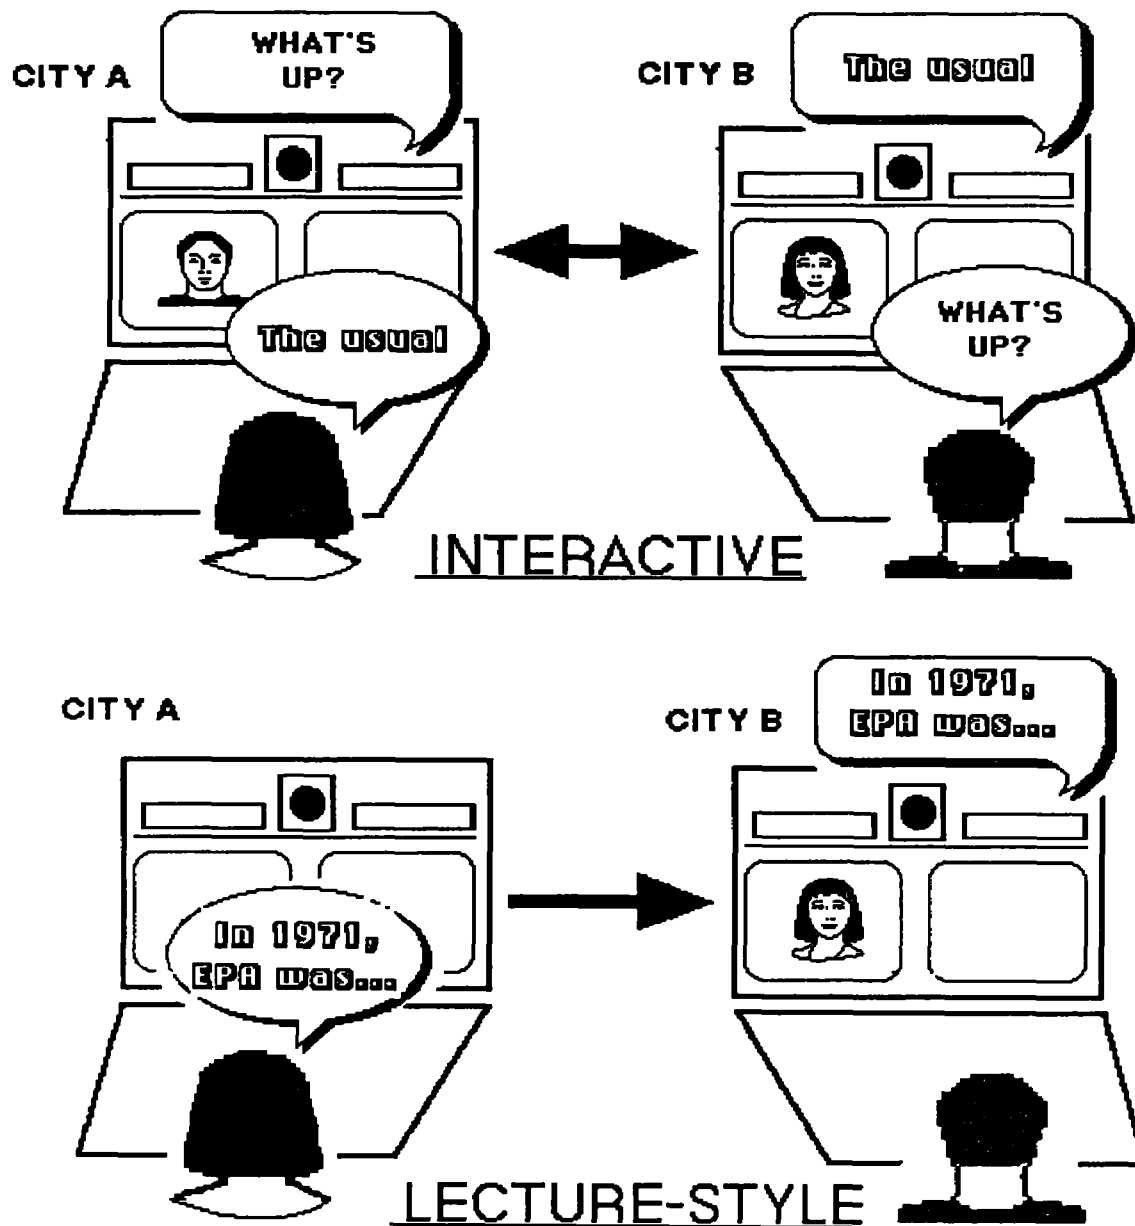 CITY A
WHAT'S
UP?
CITY B
The usual
The usual
WHAT'S
UP?
INTERACTIVE
CITY A
CITY B
In 1971,
EPA was...
In 1971,
EPA was...
LECTURE-STYLE